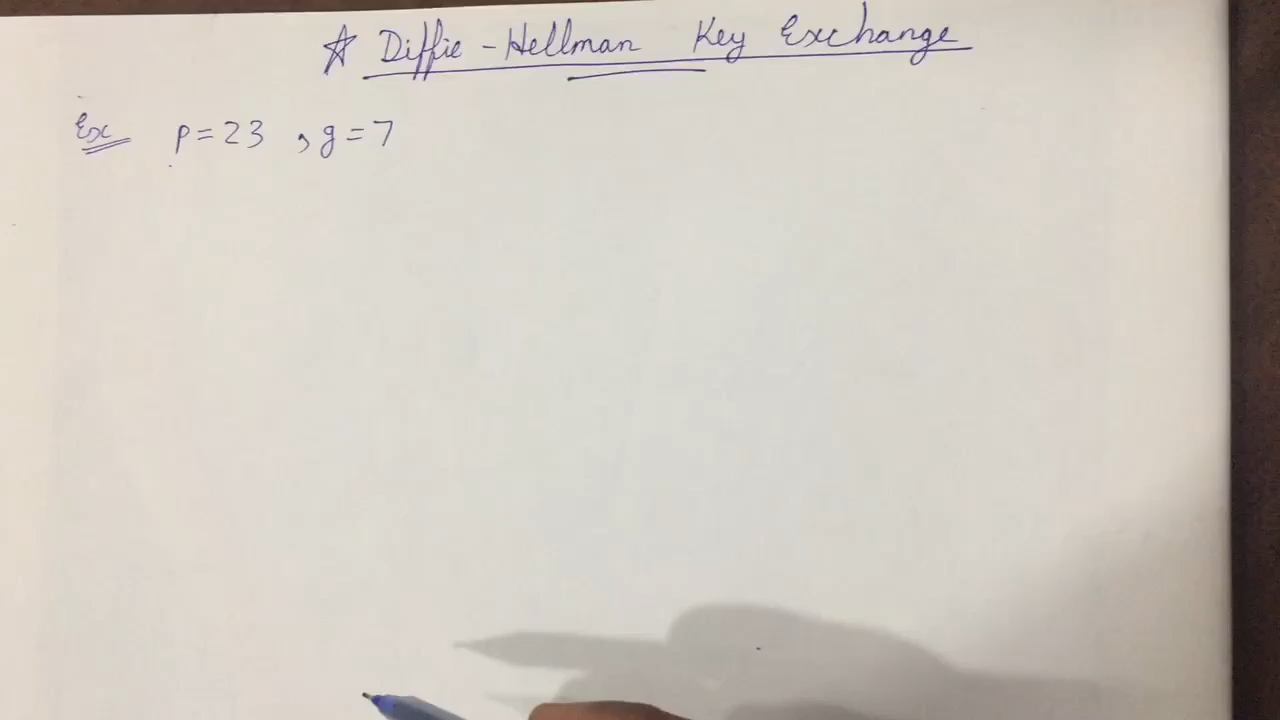 ☆ Diffie - Hellman Key Exchange
Ex p = 23 , g = 7